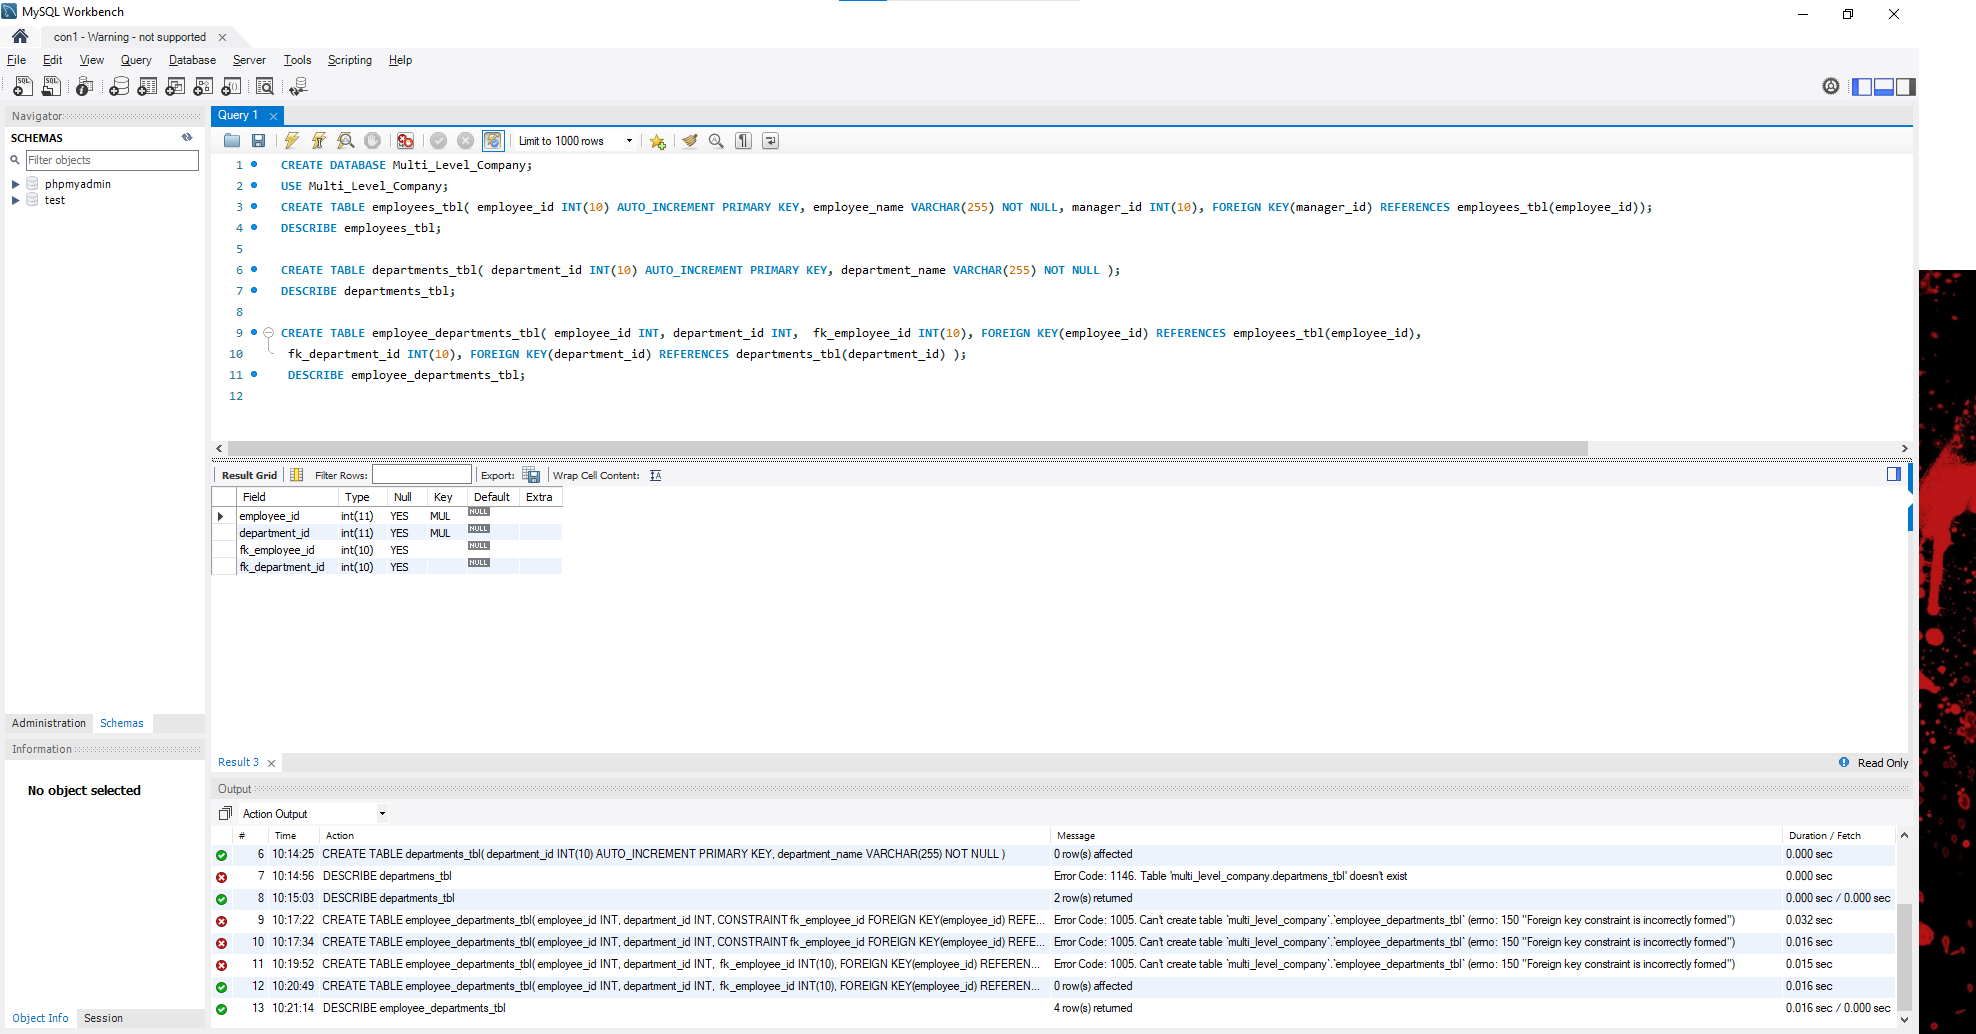 MySQL Workbench
con1 - Warning - not supported
File Edit View Query Database Server Tools Scripting Help
Navigator
SCHEMAS
Filter objects
phpmyadmin
test
Administration Schemas
Information
No object selected
Object Info Session
Query 1
Limit to 1000 rows
1 CREATE DATABASE Multi_Level_Company;
2 USE Multi_Level_Company;
3 CREATE TABLE employees_tbl( employee_id INT(10) AUTO_INCREMENT PRIMARY KEY, employee_name VARCHAR(255) NOT NULL, manager_id INT(10), FOREIGN KEY(manager_id) REFERENCES employees_tbl(employee_id));
4 DESCRIBE employees_tbl;
5
6 CREATE TABLE departments_tbl( department_id INT(10) AUTO_INCREMENT PRIMARY KEY, department_name VARCHAR(255) NOT NULL );
7 DESCRIBE departments_tbl;
8
9 CREATE TABLE employee_departments_tbl( employee_id INT, department_id INT,  fk_employee_id INT(10), FOREIGN KEY(employee_id) REFERENCES employees_tbl(employee_id),
10 fk_department_id INT(10), FOREIGN KEY(department_id) REFERENCES departments_tbl(department_id) );
11 DESCRIBE employee_departments_tbl;
12
Result Grid Filter Rows: Export: Wrap Cell Content:
Field Type Null Key Default Extra
employee_id int(11) YES MUL NULL
department_id int(11) YES MUL NULL
fk_employee_id int(10) YES NULL
fk_department_id int(10) YES NULL
Result 3
Read Only
Output
Action Output
# Time Action Message Duration / Fetch
6 10:14:25 CREATE TABLE departments_tbl( department_id INT(10) AUTO_INCREMENT PRIMARY KEY, department_name VARCHAR(255) NOT NULL ) 0 row(s) affected 0.000 sec
7 10:14:56 DESCRIBE departmens_tbl Error Code: 1146. Table 'multi_level_company.departmens_tbl' doesn't exist 0.000 sec
8 10:15:03 DESCRIBE departments_tbl 2 row(s) returned 0.000 sec / 0.000 sec
9 10:17:22 CREATE TABLE employee_departments_tbl( employee_id INT, department_id INT, CONSTRAINT fk_employee_id FOREIGN KEY(employee_id) REFE... Error Code: 1005. Can't create table `multi_level_company`.`employee_departments_tbl` (errno: 150 "Foreign key constraint is incorrectly formed") 0.032 sec
10 10:17:34 CREATE TABLE employee_departments_tbl( employee_id INT, department_id INT, CONSTRAINT fk_employee_id FOREIGN KEY(employee_id) REFE... Error Code: 1005. Can't create table `multi_level_company`.`employee_departments_tbl` (errno: 150 "Foreign key constraint is incorrectly formed") 0.016 sec
11 10:19:52 CREATE TABLE employee_departments_tbl( employee_id INT, department_id INT,  fk_employee_id INT(10), FOREIGN KEY(employee_id) REFEREN... Error Code: 1005. Can't create table `multi_level_company`.`employee_departments_tbl` (errno: 150 "Foreign key constraint is incorrectly formed") 0.015 sec
12 10:20:49 CREATE TABLE employee_departments_tbl( employee_id INT, department_id INT,  fk_employee_id INT(10), FOREIGN KEY(employee_id) REFEREN... 0 row(s) affected 0.016 sec
13 10:21:14 DESCRIBE employee_departments_tbl 4 row(s) returned 0.016 sec / 0.000 sec